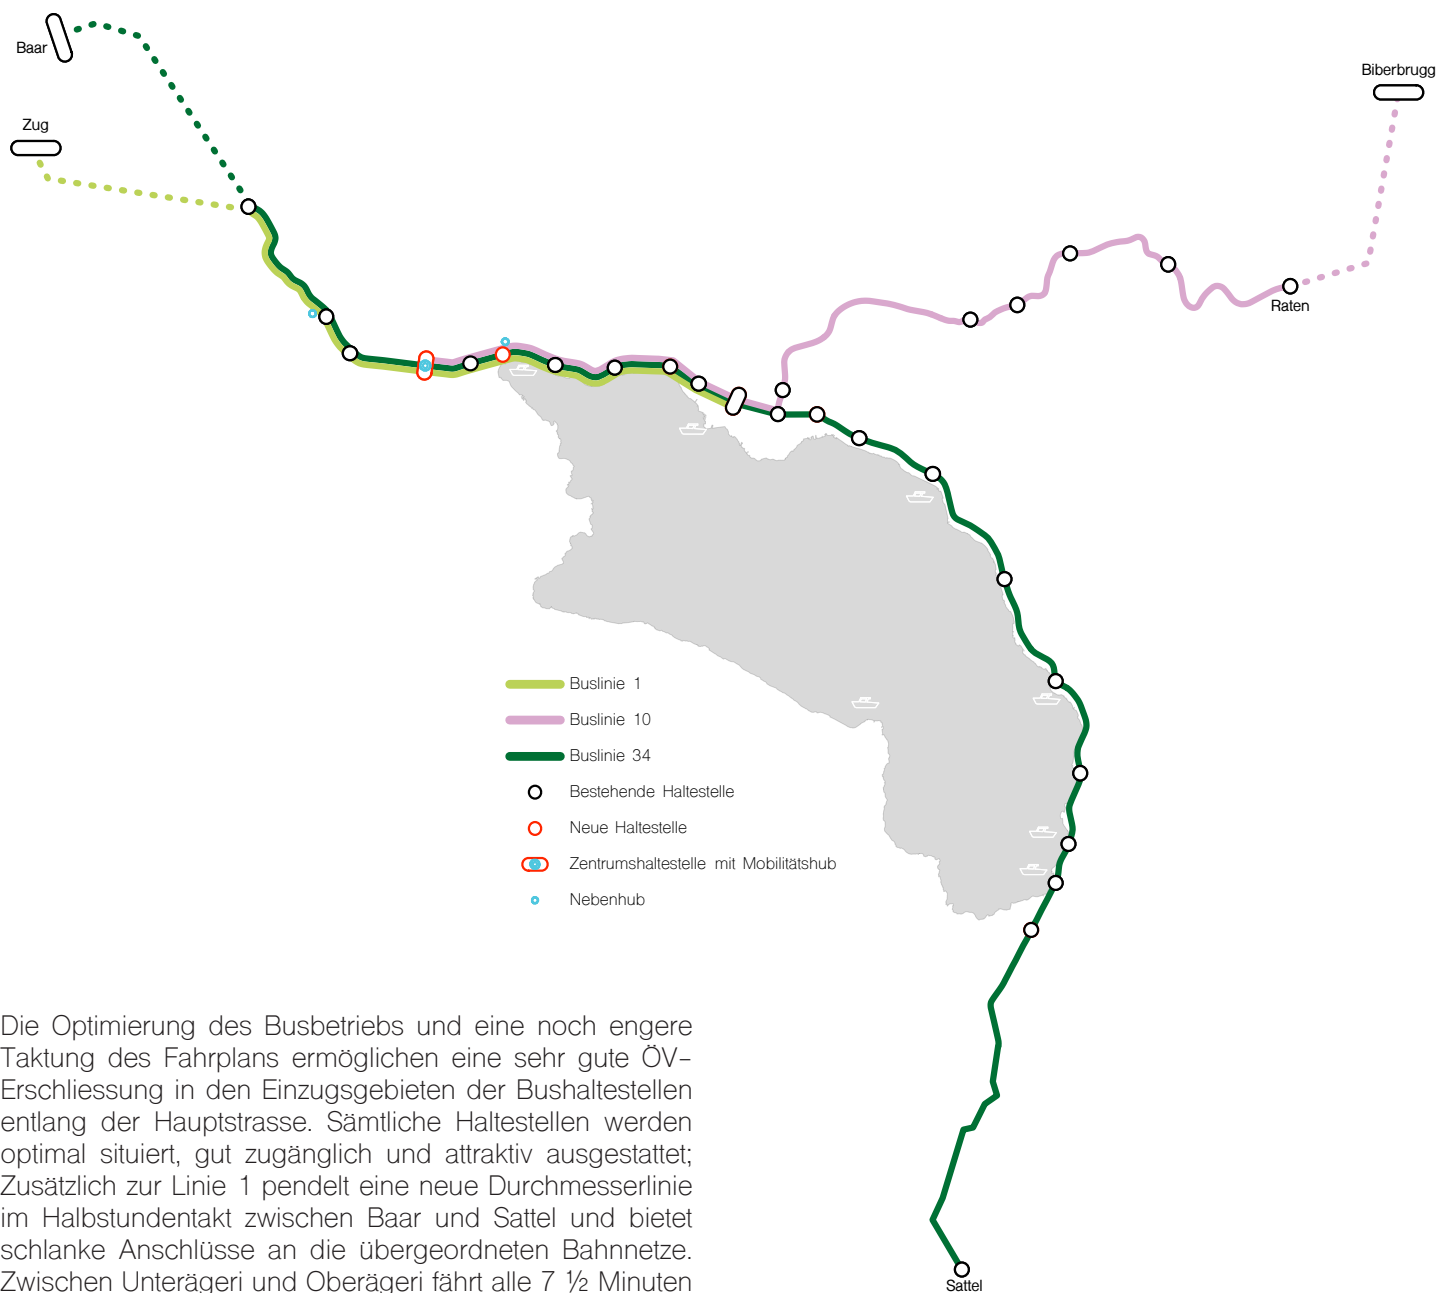 Baar
Biberbrugg
Zug
Raten
Buslinie 1
Buslinie 10
Buslinie 34
Bestehende Haltestelle
Neue Haltestelle
Zentrumshaltestelle mit Mobilitätshub
Nebenhub
Die Optimierung des Busbetriebs und eine noch engere
Taktung des Fahrplans ermöglichen eine sehr gute ÖV-
Erschliessung in den Einzugsgebieten der Bushaltestellen
entlang der Hauptstrasse. Sämtliche Haltestellen werden
optimal situiert, gut zugänglich und attraktiv ausgestattet;
Zusätzlich zur Linie 1 pendelt eine neue Durchmesserlinie
im Halbstundentakt zwischen Baar und Sattel und bietet
schlanke Anschlüsse an die übergeordneten Bahnnetze.
Zwischen Unterägeri und Oberägeri fährt alle 7 ½ Minuten
Sattel